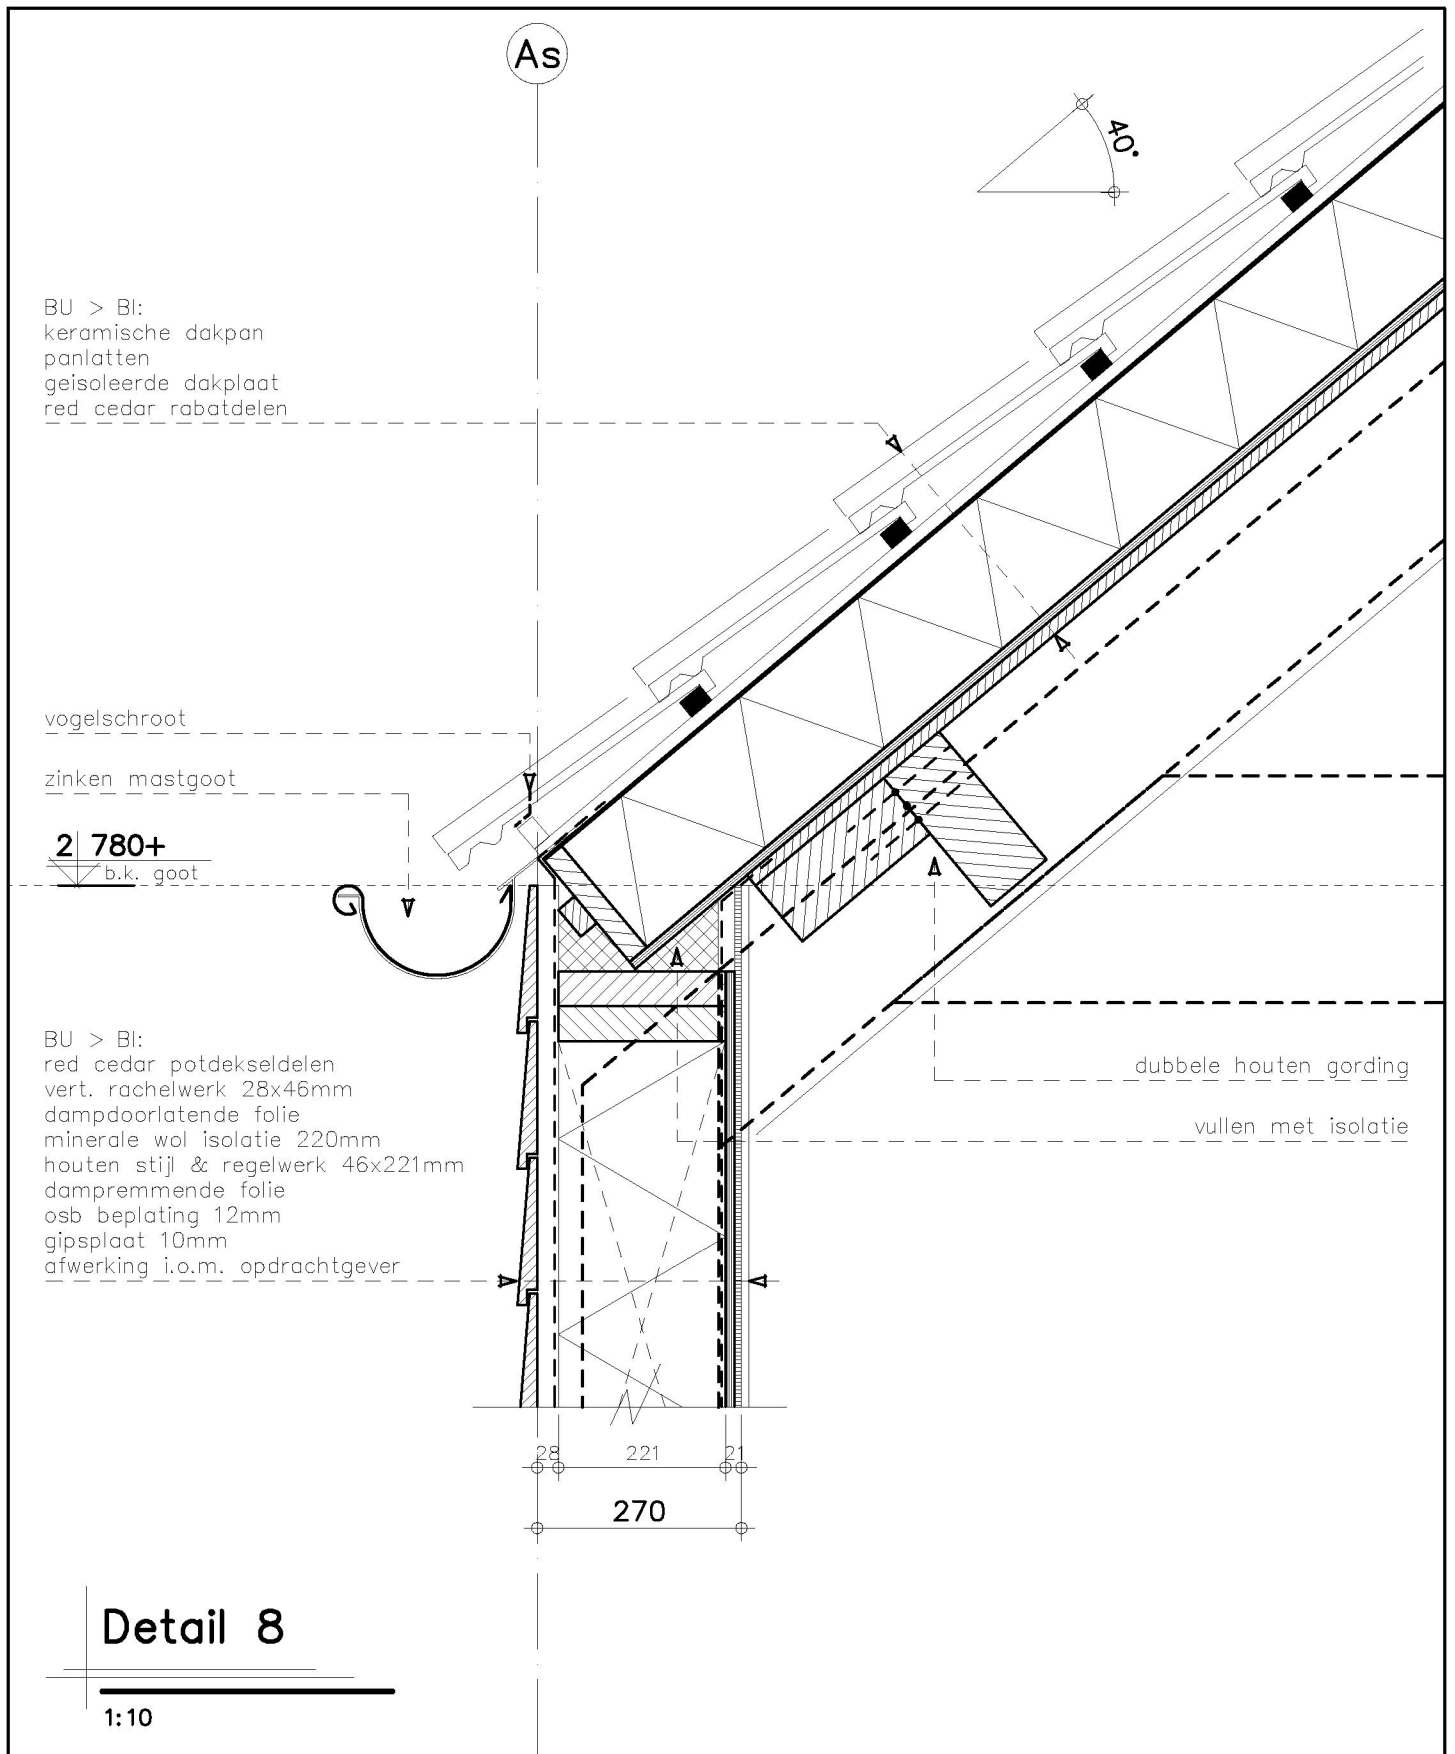 As
40°
BU > BI:
keramische dakpan
panlatten
geisoleerde dakplaat
red cedar rabatdelen
vogelschroot
zinken mastgoot
2 780+
b.k. goot
BU > BI:
red cedar potdekseldelen
vert. rachelwerk 28x46mm
dampdoorlatende folie
minerale wol isolatie 220mm
houten stijl & regelwerk 46x221mm
dampremmende folie
osb beplating 12mm
gipsplaat 10mm
afwerking i.o.m. opdrachtgever
dubbele houten gording
vullen met isolatie
28 221 21
270
Detail 8
1:10